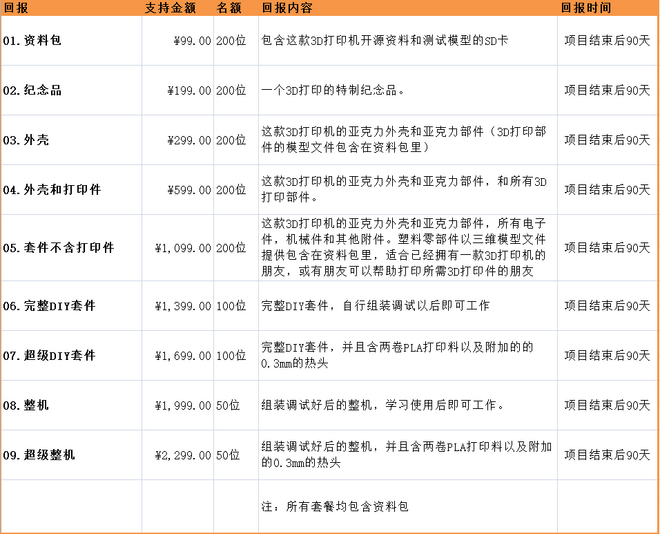 回报 支持金额 名额 回报内容 回报时间
01.资料包 ¥99.00 200位 包含这款3D打印机开源资料和测试模型的SD卡 项目结束后90天
02.纪念品 ¥199.00 200位 一个3D打印的特制纪念品。 项目结束后90天
03.外壳 ¥299.00 200位 这款3D打印机的亚克力外壳和亚克力部件（3D打印部
件的模型文件包含在资料包里） 项目结束后90天
04.外壳和打印件 ¥599.00 200位 这款3D打印机的亚克力外壳和亚克力部件，和所有3D
打印部件。 项目结束后90天
05.套件不含打印件 ¥1,099.00 200位 这款3D打印机的亚克力外壳和亚克力部件，所有电子
件，机械件和其他附件。塑料零部件以三维模型文件
提供包含在资料包里，适合已经拥有一款3D打印机的
朋友，或有朋友可以帮助打印所需3D打印件的朋友 项目结束后90天
06.完整DIY套件 ¥1,399.00 100位 完整DIY套件，自行组装调试以后即可工作 项目结束后90天
07.超级DIY套件 ¥1,699.00 100位 完整DIY套件，并且含两卷PLA打印料以及附加的的
0.3mm的热头 项目结束后90天
08.整机 ¥1,999.00 50位 组装调试好后的整机，学习使用后即可工作。 项目结束后90天
09.超级整机 ¥2,299.00 50位 组装调试好后的整机，并且含两卷PLA打印料以及附加
的0.3mm的热头 项目结束后90天
注：所有套餐均包含资料包